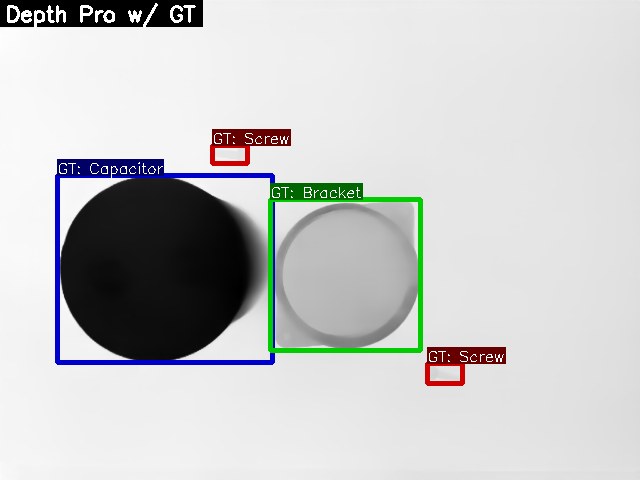 Depth Pro w/ GT
GT: Screw
GT: Capacitor
GT: Bracket
GT: Screw